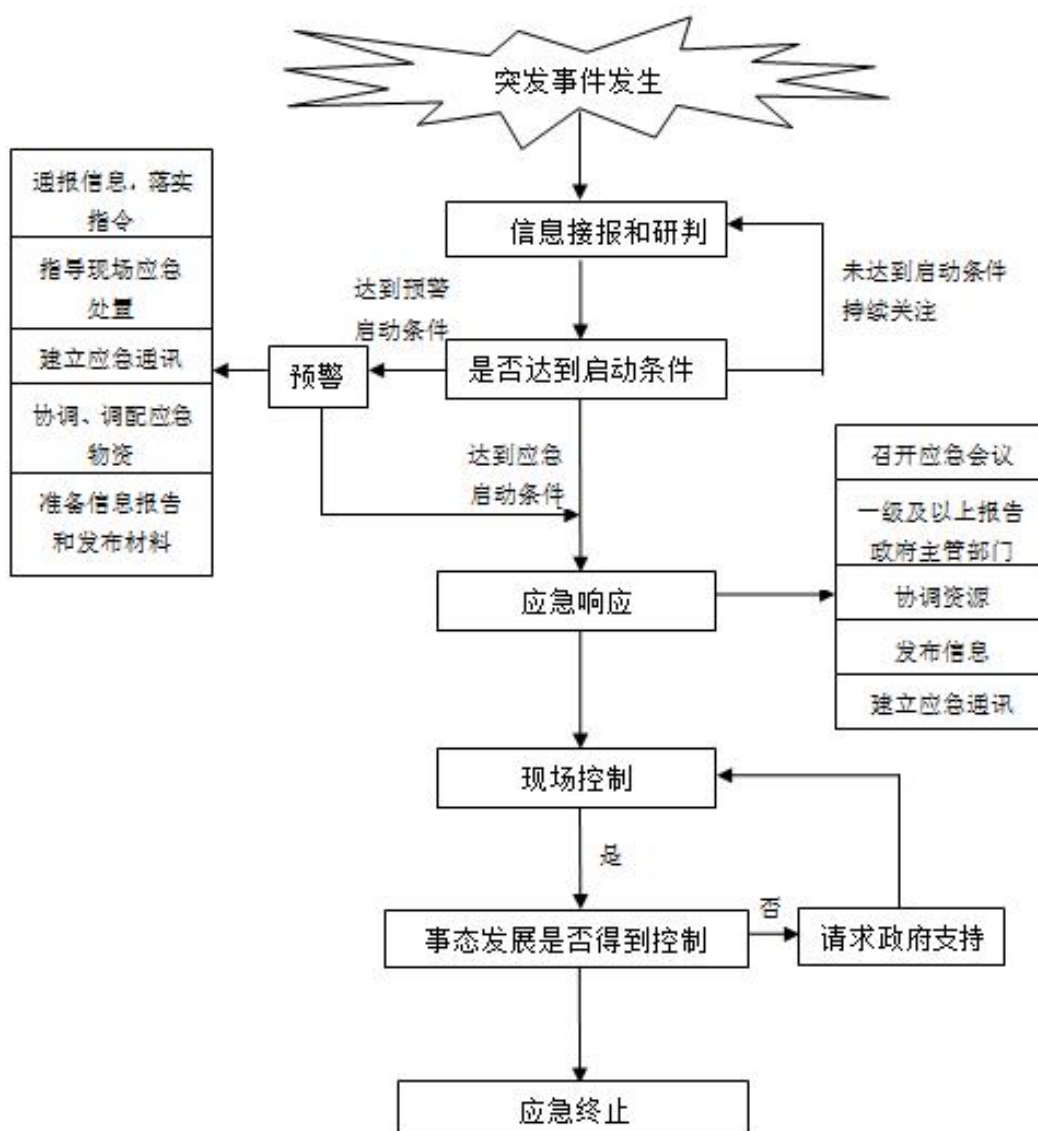 突发事件发生
通报信息，落实
指令
信息接报和研判
指导现场应急
处置
达到预警
启动条件
未达到启动条件
持续关注
建立应急通讯
预警
是否达到启动条件
协调、调配应急
物资
准备信息报告
和发布材料
达到应急
启动条件
召开应急会议
一级及以上报告
政府主管部门
应急响应
协调资源
发布信息
建立应急通讯
现场控制
是
事态发展是否得到控制
否
请求政府支持
应急终止